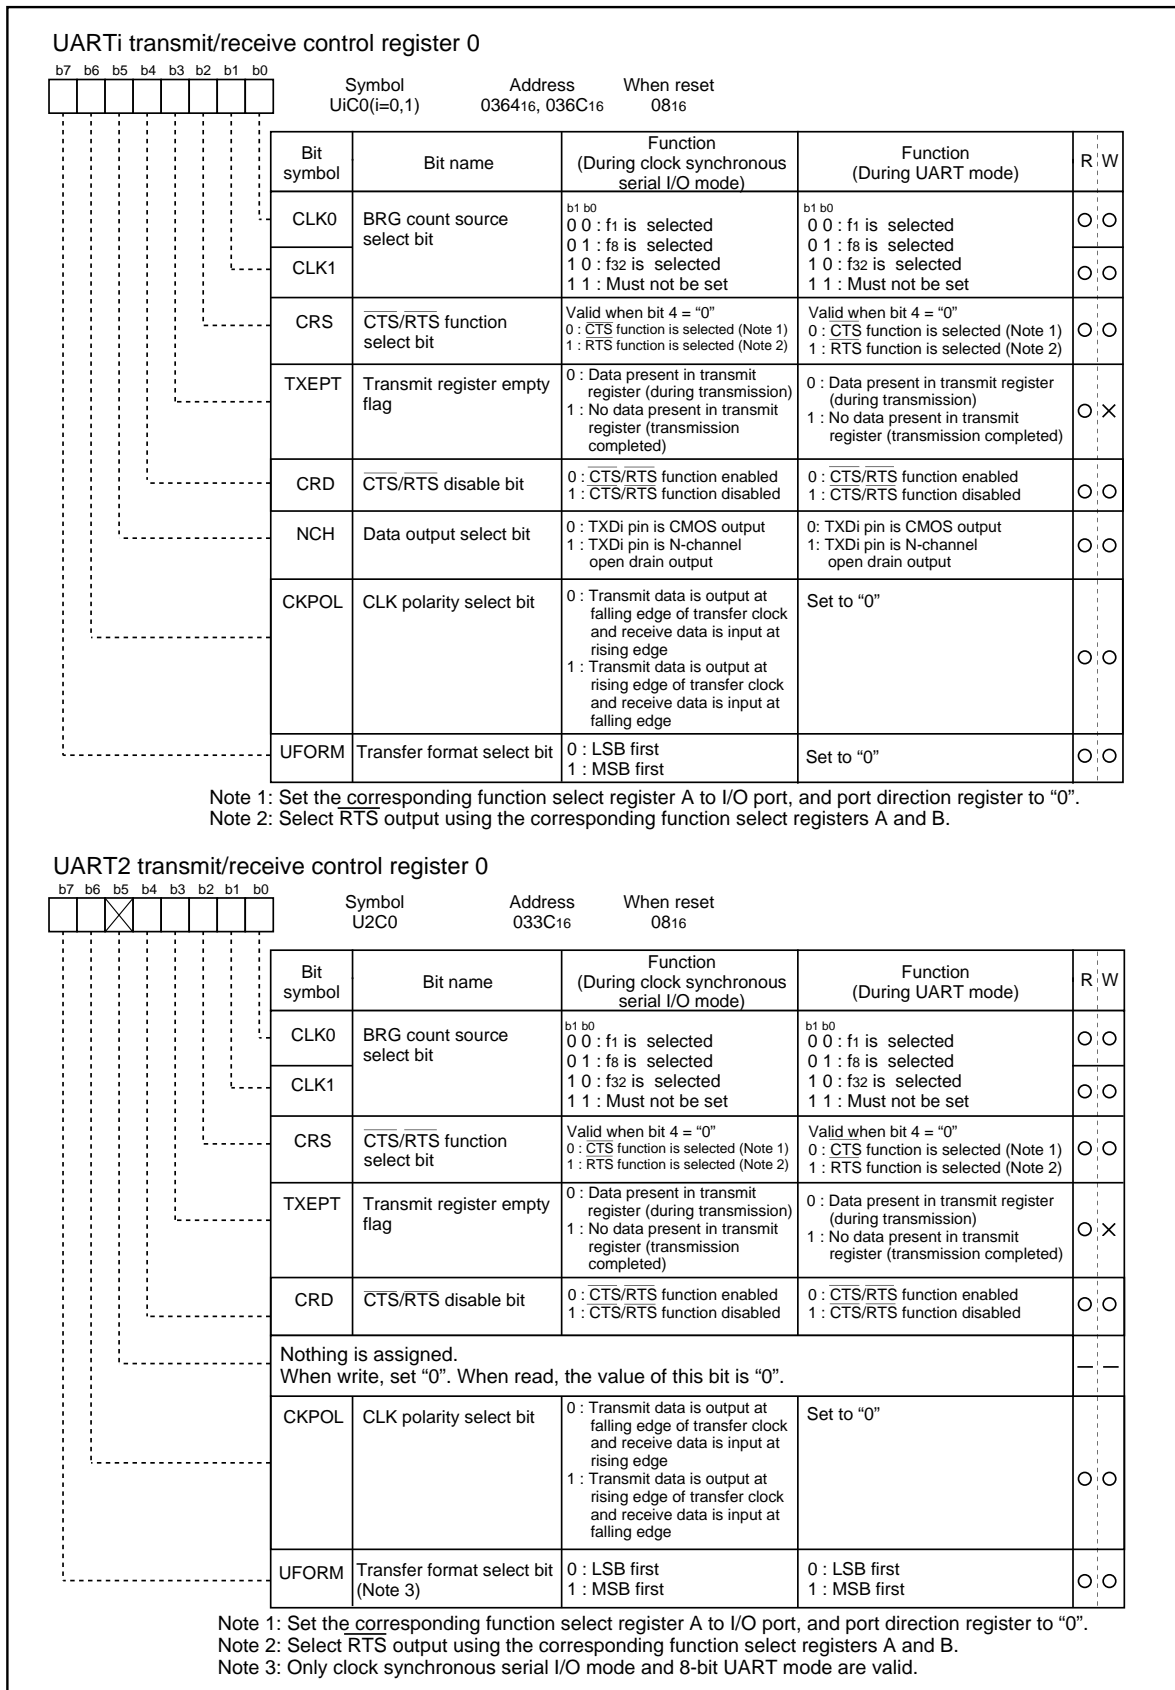 UARTi transmit/receive control register 0
b7 b6 b5 b4 b3 b2 b1 b0
Symbol Address When reset
UiC0(i=0,1) 036416, 036C16 0816
Bit symbol Bit name Function (During clock synchronous serial I/O mode) Function (During UART mode) R W
CLK0 BRG count source select bit
CLK1
b1 b0
0 0 : f1 is selected
0 1 : f8 is selected
1 0 : f32 is selected
1 1 : Must not be set
b1 b0
0 0 : f1 is selected
0 1 : f8 is selected
1 0 : f32 is selected
1 1 : Must not be set
CRS CTS/RTS function select bit
Valid when bit 4 = “0”
0 : CTS function is selected (Note 1)
1 : RTS function is selected (Note 2)
Valid when bit 4 = “0”
0 : CTS function is selected (Note 1)
1 : RTS function is selected (Note 2)
TXEPT Transmit register empty flag
0 : Data present in transmit
register (during transmission)
1 : No data present in transmit
register (transmission
completed)
0 : Data present in transmit register
(during transmission)
1 : No data present in transmit
register (transmission completed)
CRD CTS/RTS disable bit
0 : CTS/RTS function enabled
1 : CTS/RTS function disabled
0 : CTS/RTS function enabled
1 : CTS/RTS function disabled
NCH Data output select bit
0 : TXDi pin is CMOS output
1 : TXDi pin is N-channel
open drain output
0: TXDi pin is CMOS output
1: TXDi pin is N-channel
open drain output
CKPOL CLK polarity select bit
0 : Transmit data is output at
falling edge of transfer clock
and receive data is input at
rising edge
1 : Transmit data is output at
rising edge of transfer clock
and receive data is input at
falling edge
Set to “0”
UFORM Transfer format select bit
0 : LSB first
1 : MSB first
Set to “0”
Note 1: Set the corresponding function select register A to I/O port, and port direction register to “0”.
Note 2: Select RTS output using the corresponding function select registers A and B.
UART2 transmit/receive control register 0
b7 b6 b5 b4 b3 b2 b1 b0
Symbol Address When reset
U2C0 033C16 0816
Bit symbol Bit name Function (During clock synchronous serial I/O mode) Function (During UART mode) R W
CLK0 BRG count source select bit
CLK1
b1 b0
0 0 : f1 is selected
0 1 : f8 is selected
1 0 : f32 is selected
1 1 : Must not be set
b1 b0
0 0 : f1 is selected
0 1 : f8 is selected
1 0 : f32 is selected
1 1 : Must not be set
CRS CTS/RTS function select bit
Valid when bit 4 = “0”
0 : CTS function is selected (Note 1)
1 : RTS function is selected (Note 2)
Valid when bit 4 = “0”
0 : CTS function is selected (Note 1)
1 : RTS function is selected (Note 2)
TXEPT Transmit register empty flag
0 : Data present in transmit
register (during transmission)
1 : No data present in transmit
register (transmission
completed)
0 : Data present in transmit register
(during transmission)
1 : No data present in transmit
register (transmission completed)
CRD CTS/RTS disable bit
0 : CTS/RTS function enabled
1 : CTS/RTS function disabled
0 : CTS/RTS function enabled
1 : CTS/RTS function disabled
Nothing is assigned.
When write, set “0”. When read, the value of this bit is “0”.
CKPOL CLK polarity select bit
0 : Transmit data is output at
falling edge of transfer clock
and receive data is input at
rising edge
1 : Transmit data is output at
rising edge of transfer clock
and receive data is input at
falling edge
Set to “0”
UFORM Transfer format select bit (Note 3)
0 : LSB first
1 : MSB first
0 : LSB first
1 : MSB first
Note 1: Set the corresponding function select register A to I/O port, and port direction register to “0”.
Note 2: Select RTS output using the corresponding function select registers A and B.
Note 3: Only clock synchronous serial I/O mode and 8-bit UART mode are valid.